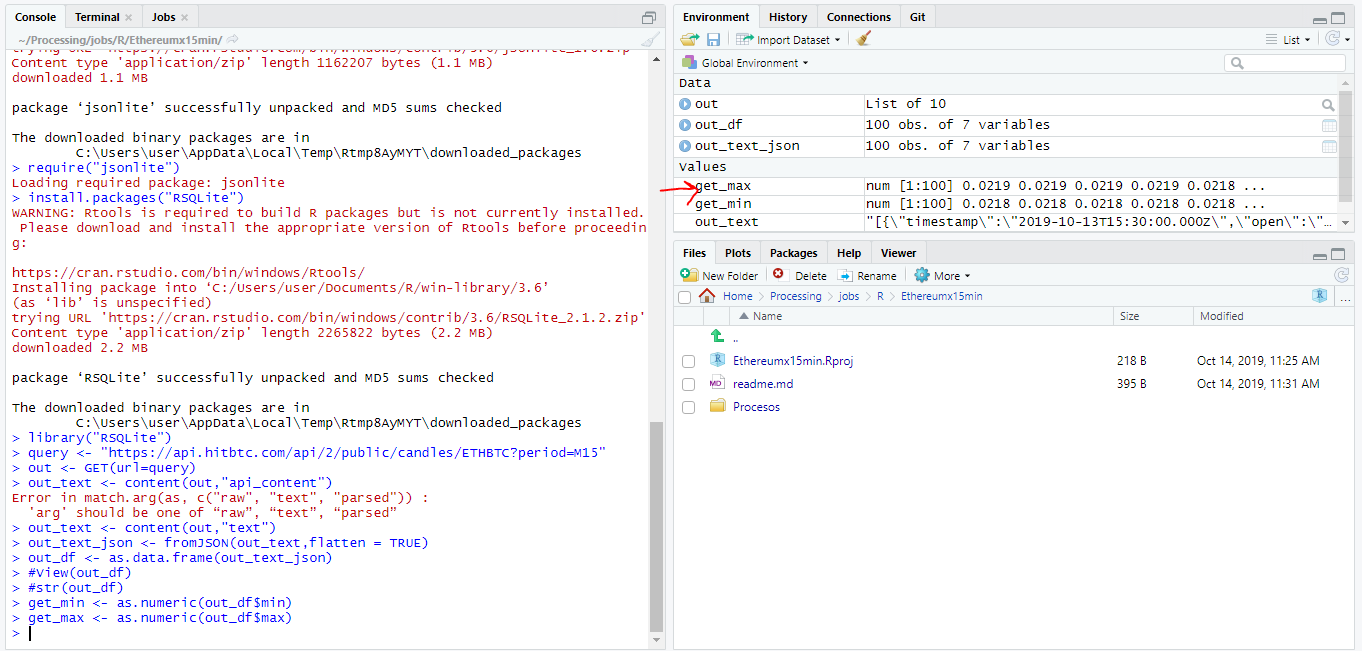 Console Terminal Jobs
~/Processing/jobs/R/Ethereumx15min/
Content type 'application/zip' length 1162207 bytes (1.1 MB)
downloaded 1.1 MB
package ‘jsonlite’ successfully unpacked and MD5 sums checked
The downloaded binary packages are in
C:\Users\user\AppData\Local\Temp\Rtmp8AyMYT\downloaded_packages
> require("jsonlite")
Loading required package: jsonlite
> install.packages("RSQLite")
WARNING: Rtools is required to build R packages but is not currently installed.
Please download and install the appropriate version of Rtools before proceedin
g:
https://cran.rstudio.com/bin/windows/Rtools/
Installing package into ‘C:/Users/user/Documents/R/win-library/3.6’
(as ‘lib’ is unspecified)
trying URL 'https://cran.rstudio.com/bin/windows/contrib/3.6/RSQLite_2.1.2.zip'
Content type 'application/zip' length 2265822 bytes (2.2 MB)
downloaded 2.2 MB
package ‘RSQLite’ successfully unpacked and MD5 sums checked
The downloaded binary packages are in
C:\Users\user\AppData\Local\Temp\Rtmp8AyMYT\downloaded_packages
> library("RSQLite")
> query <- "https://api.hitbtc.com/api/2/public/candles/ETHBTC?period=M15"
> out <- GET(url=query)
> out_text <- content(out,"api_content")
Error in match.arg(as, c("raw", "text", "parsed")) :
'arg' should be one of “raw”, “text”, “parsed”
> out_text <- content(out,"text")
> out_text_json <- fromJSON(out_text,flatten = TRUE)
> out_df <- as.data.frame(out_text_json)
> #View(out_df)
> #str(out_df)
> get_min <- as.numeric(out_df$min)
> get_max <- as.numeric(out_df$max)
>
Environment History Connections Git
Import Dataset List
Global Environment
Data
out List of 10
out_df 100 obs. of 7 variables
out_text_json 100 obs. of 7 variables
Values
get_max num [1:100] 0.0219 0.0219 0.0219 0.0219 0.0218 ...
get_min num [1:100] 0.0218 0.0218 0.0218 0.0218 0.0218 ...
out_text "[{\"timestamp\":\"2019-10-13T15:30:00.000Z\",\"open\":\"…
Files Plots Packages Help Viewer
New Folder Delete Rename More
Home Processing jobs R Ethereumx15min R ...
Name Size Modified
..
R Ethereumx15min.Rproj 218 B Oct 14, 2019, 11:25 AM
MD readme.md 395 B Oct 14, 2019, 11:31 AM
Procesos